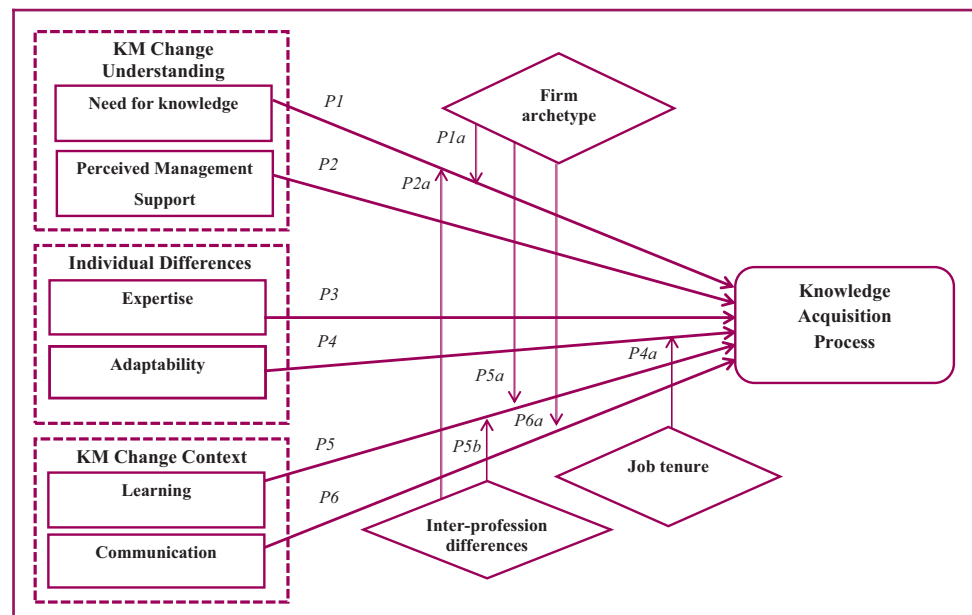 KM Change
Understanding
Need for knowledge
Perceived Management
Support
Individual Differences
Expertise
Adaptability
KM Change Context
Learning
Communication
P1
P2
P3
P4
P5
P6
Firm
archetype
P1a
P2a
P5a
P6a
P5b
P4a
Inter-profession
differences
Job tenure
Knowledge
Acquisition
Process